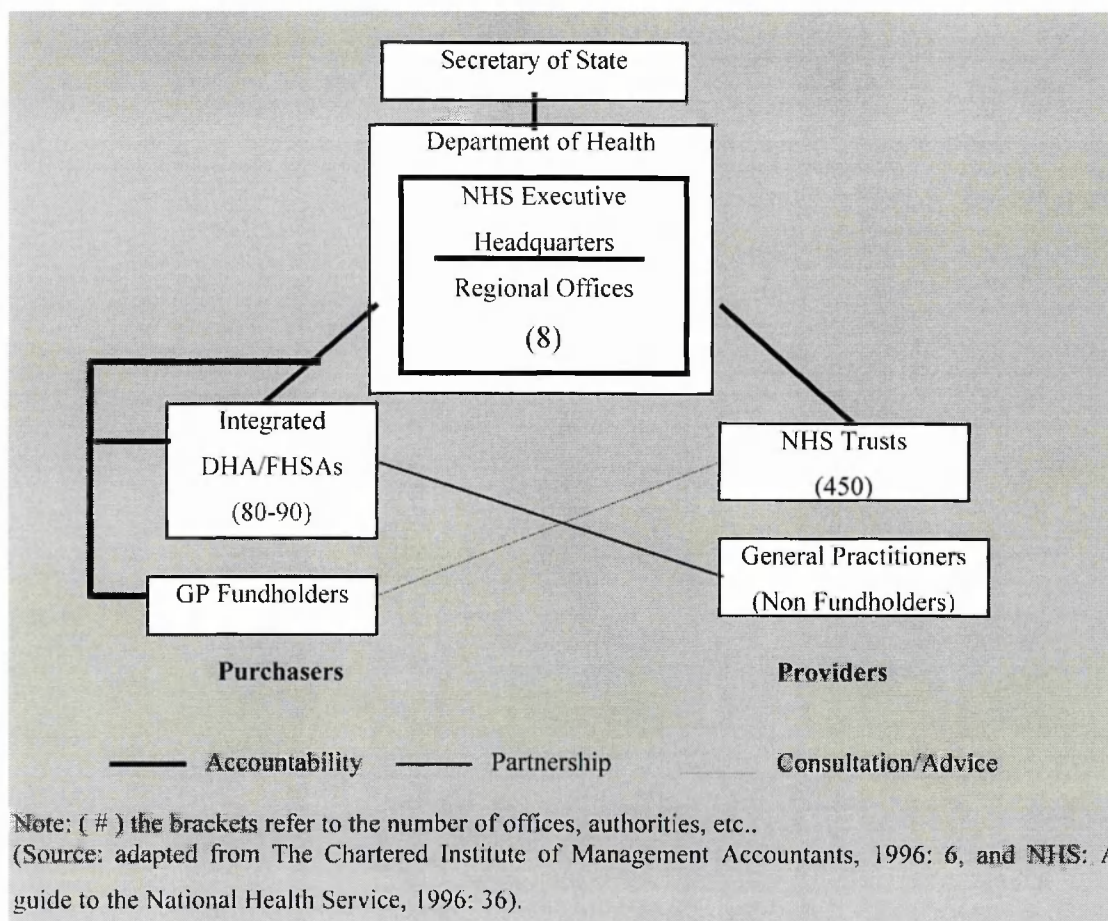 Secretary of State
Department of Health
NHS Executive
Headquarters
Regional Offices
(8)
Integrated
DHA/FHSAs
(80-90)
NHS Trusts
(450)
General Practitioners
(Non Fundholders)
GP Fundholders
Purchasers
Providers
Accountability
Partnership
Consultation/Advice
Note: ( # ) the brackets refer to the number of offices, authorities, etc..
(Source: adapted from The Chartered Institute of Management Accountants, 1996: 6, and NHS: A
guide to the National Health Service, 1996: 36).